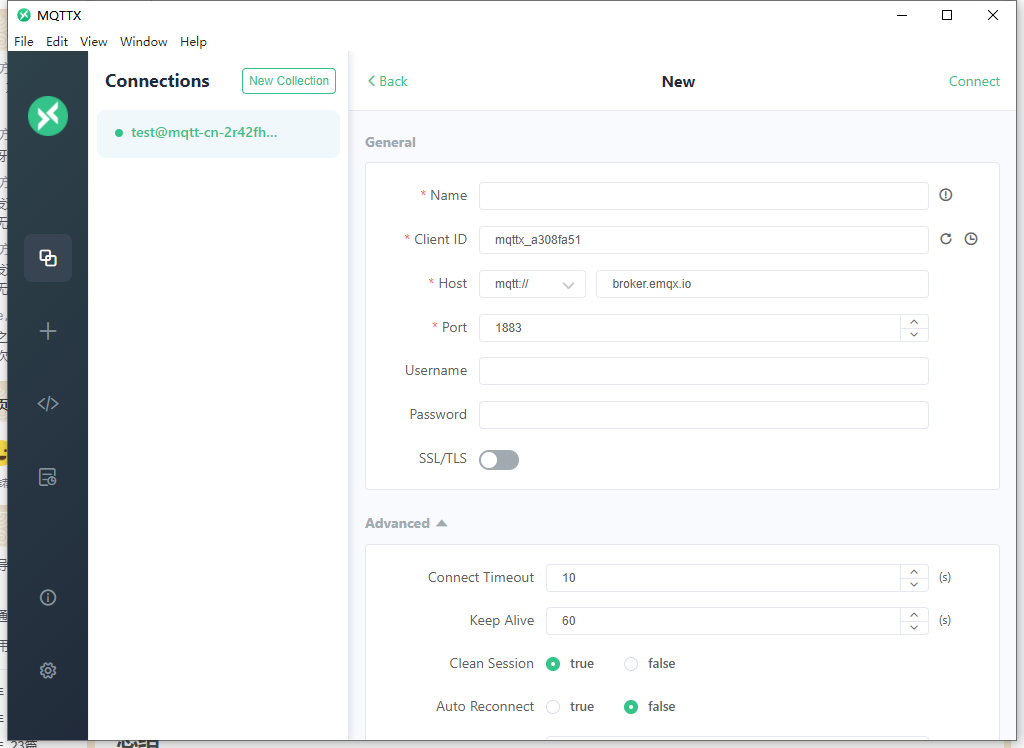 MQTTX
File Edit View Window Help
Connections
New Collection
Back
New
Connect
test@mqtt-cn-2r42fh...
General
* Name
* Client ID
mqttx_a308fa51
* Host
mqtt://
broker.emqx.io
* Port
1883
Username
Password
SSL/TLS
Advanced
Connect Timeout
10
(s)
Keep Alive
60
(s)
Clean Session
true
false
Auto Reconnect
true
false